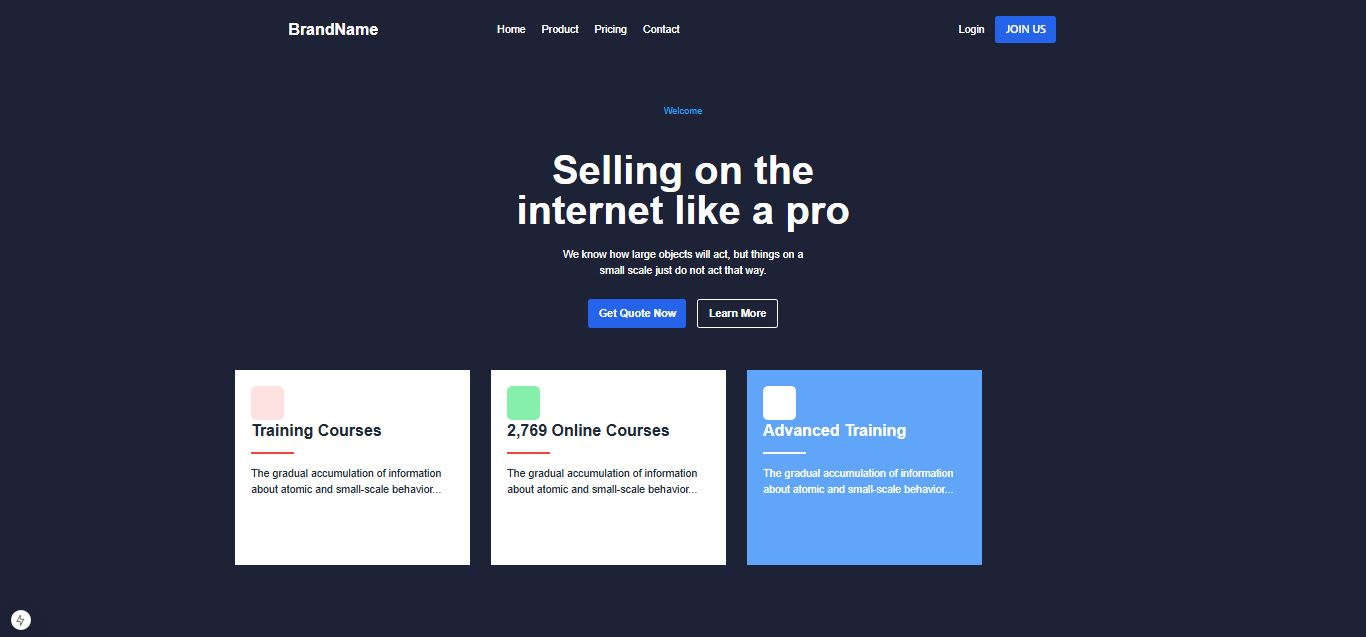 BrandName
Home Product Pricing Contact
Login JOIN US
Welcome
Selling on the
internet like a pro
We know how large objects will act, but things on a
small scale just do not act that way.
Get Quote Now Learn More
Training Courses
The gradual accumulation of information
about atomic and small-scale behavior...
2,769 Online Courses
The gradual accumulation of information
about atomic and small-scale behavior...
Advanced Training
The gradual accumulation of information
about atomic and small-scale behavior...